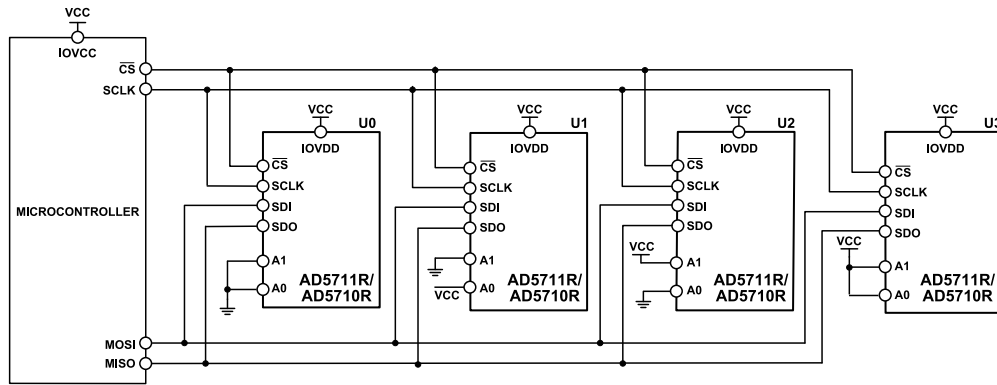 VCC
IOVCC
CS
SCLK
MICROCONTROLLER
MOSI
MISO
VCC
U0
IOVDD
CS
SCLK
SDI
SDO
A1
A0
AD5711R/
AD5710R
VCC
U1
IOVDD
CS
SCLK
SDI
SDO
A1
VCC
A0
AD5711R/
AD5710R
VCC
U2
IOVDD
CS
SCLK
SDI
SDO
VCC
A1
A0
AD5711R/
AD5710R
VCC
U3
IOVDD
CS
SCLK
SDI
SDO
VCC
A1
A0
AD5711R/
AD5710R